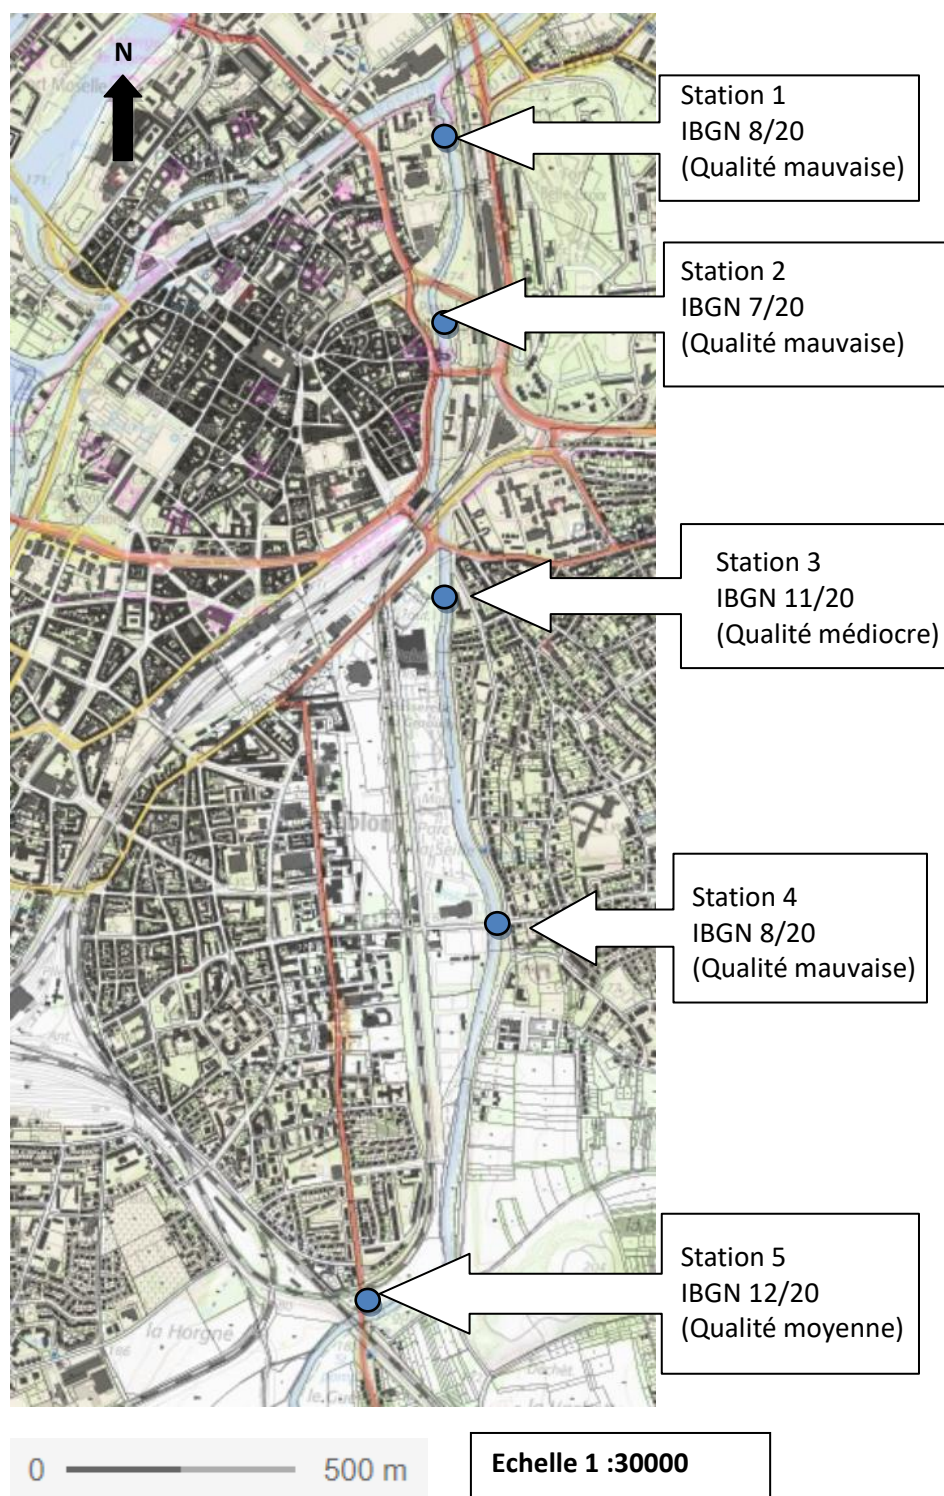 N
Station 1
IBGN 8/20
(Qualité mauvaise)
Station 2
IBGN 7/20
(Qualité mauvaise)
Station 3
IBGN 11/20
(Qualité médiocre)
Station 4
IBGN 8/20
(Qualité mauvaise)
Station 5
IBGN 12/20
(Qualité moyenne)
la Horgne
186
0
500 m
Echelle 1 :30000